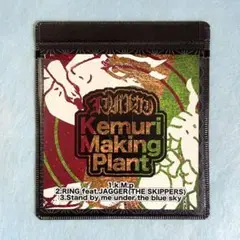 Kemuri
Making
Plant
1.k.M.p
2.RING feat.JAGGER(THE SKIPPERS)
3.Stand by me under the blue sky